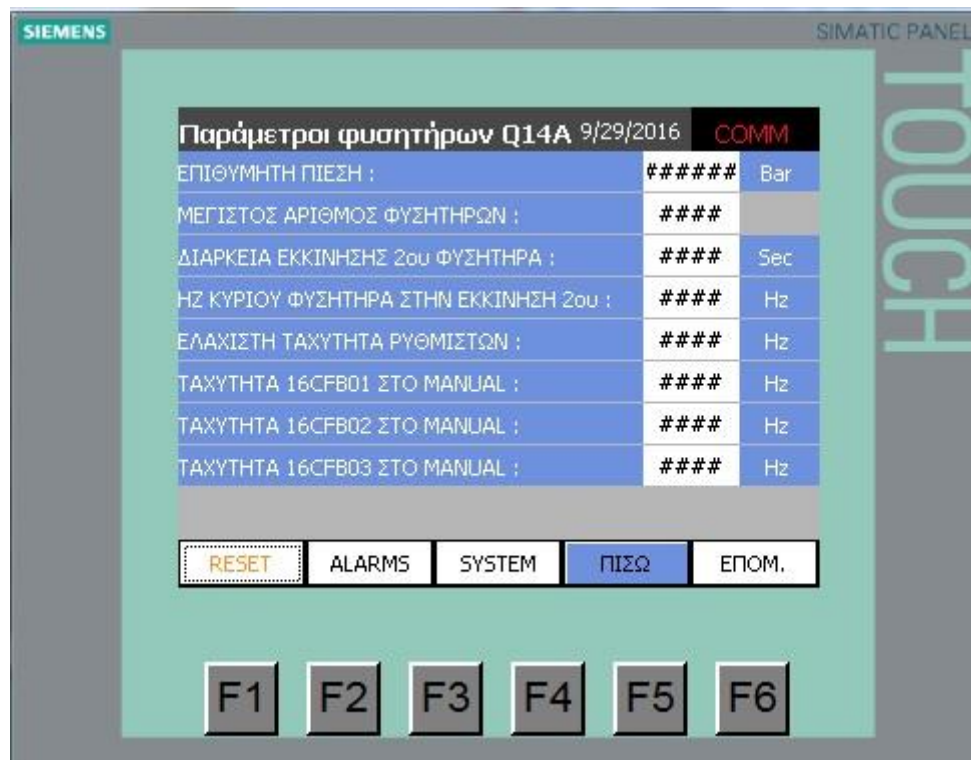 SIEMENS SIMATIC PANEL
TOUCH
Παράμετροι φυσητήρων Q14A 9/29/2016 COMM
ΕΠΙΘΥΜΗΤΗ ΠΙΕΣΗ : ###### Bar
ΜΕΓΙΣΤΟΣ ΑΡΙΘΜΟΣ ΦΥΣΗΤΗΡΩΝ : ####
ΔΙΑΡΚΕΙΑ ΕΚΚΙΝΗΣΗΣ 2ου ΦΥΣΗΤΗΡΑ : #### Sec
ΗΖ ΚΥΡΙΟΥ ΦΥΣΗΤΗΡΑ ΣΤΗΝ ΕΚΚΙΝΗΣΗ 2ου : #### Hz
ΕΛΑΧΙΣΤΗ ΤΑΧΥΤΗΤΑ ΡΥΘΜΙΣΤΩΝ : #### Hz
ΤΑΧΥΤΗΤΑ 16CFB01 ΣΤΟ MANUAL : #### Hz
ΤΑΧΥΤΗΤΑ 16CFB02 ΣΤΟ MANUAL : #### Hz
ΤΑΧΥΤΗΤΑ 16CFB03 ΣΤΟ MANUAL : #### Hz
RESET ALARMS SYSTEM ΠΙΣΩ ΕΠΟΜ.
F1 F2 F3 F4 F5 F6